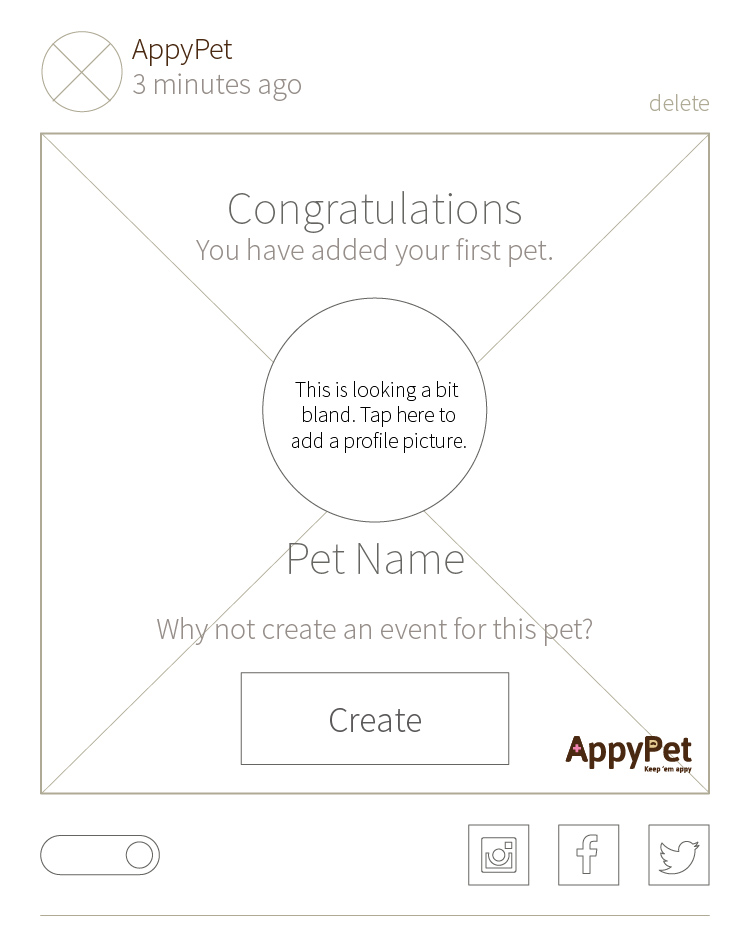 AppyPet
3 minutes ago
delete
Congratulations
You have added your first pet.
This is looking a bit
bland. Tap here to
add a profile picture.
Pet Name
Why not create an event for this pet?
Create
AppyPet
Keep 'em appy